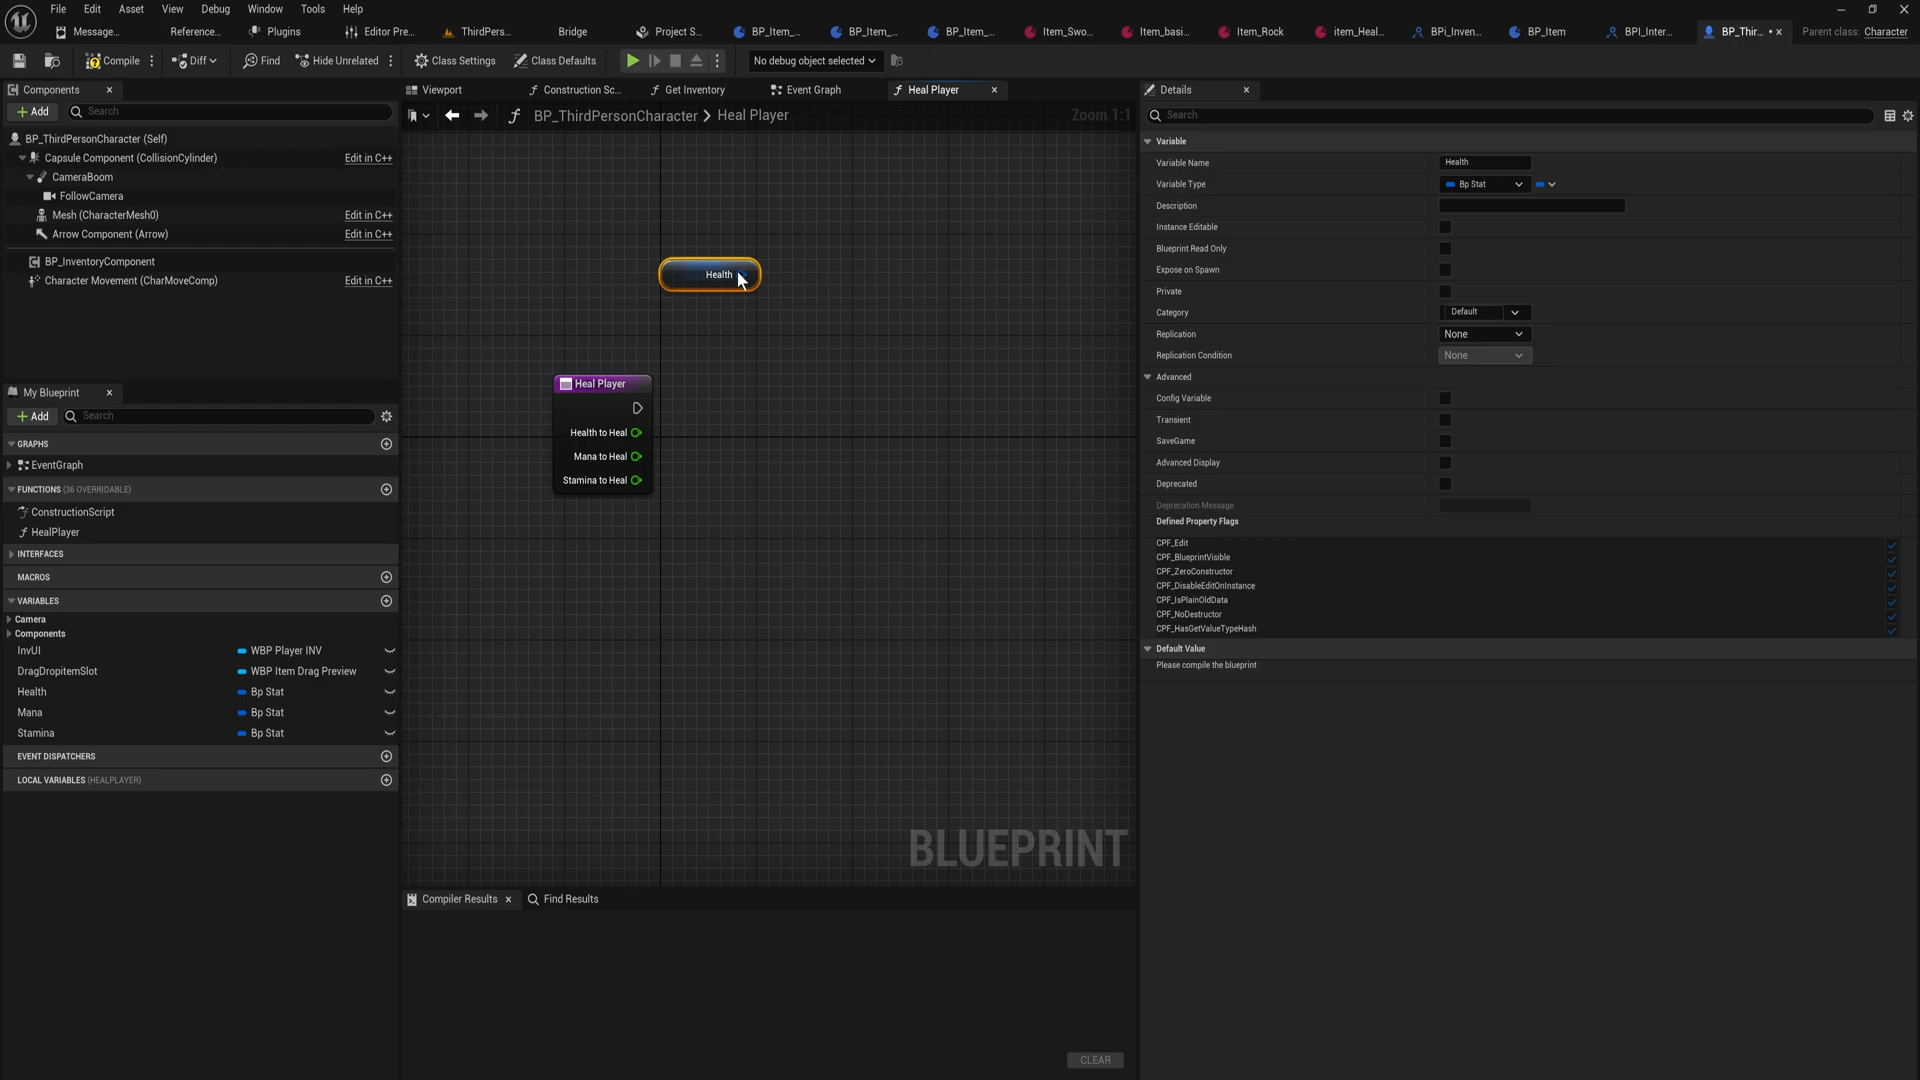 File Edit Asset View Debug Window Tools Help
Message... Reference... Plugins Editor Pre... ThirdPers... Bridge Project S... BP_Item_... BP_Item_... BP_Item_... Item_Swo... Item_basi... Item_Rock item_Heal... BPi_Inven... BP_Item BPI_Inter... BP_Thir... Parent class: Character
Compile Diff Find Hide Unrelated Class Settings Class Defaults No debug object selected
Components
Add Search
BP_ThirdPersonCharacter (Self)
Capsule Component (CollisionCylinder) Edit in C++
CameraBoom
FollowCamera
Mesh (CharacterMesh0) Edit in C++
Arrow Component (Arrow) Edit in C++
BP_InventoryComponent
Character Movement (CharMoveComp) Edit in C++
My Blueprint
Add Search
GRAPHS
EventGraph
FUNCTIONS (36 OVERRIDABLE)
ConstructionScript
HealPlayer
INTERFACES
MACROS
VARIABLES
Camera
Components
InvUI WBP Player INV
DragDropitemSlot WBP Item Drag Preview
Health Bp Stat
Mana Bp Stat
Stamina Bp Stat
EVENT DISPATCHERS
LOCAL VARIABLES (HEALPLAYER)
Viewport Construction Sc... Get Inventory Event Graph Heal Player
BP_ThirdPersonCharacter > Heal Player Zoom 1:1
Health
Heal Player
Health to Heal
Mana to Heal
Stamina to Heal
BLUEPRINT
Compiler Results Find Results
CLEAR
Details
Search
Variable
Variable Name Health
Variable Type Bp Stat
Description
Instance Editable
Blueprint Read Only
Expose on Spawn
Private
Category Default
Replication None
Replication Condition None
Advanced
Config Variable
Transient
SaveGame
Advanced Display
Deprecated
Deprecation Message
Defined Property Flags
CPF_Edit
CPF_BlueprintVisible
CPF_ZeroConstructor
CPF_DisableEditOnInstance
CPF_IsPlainOldData
CPF_NoDestructor
CPF_HasGetValueTypeHash
Default Value
Please compile the blueprint